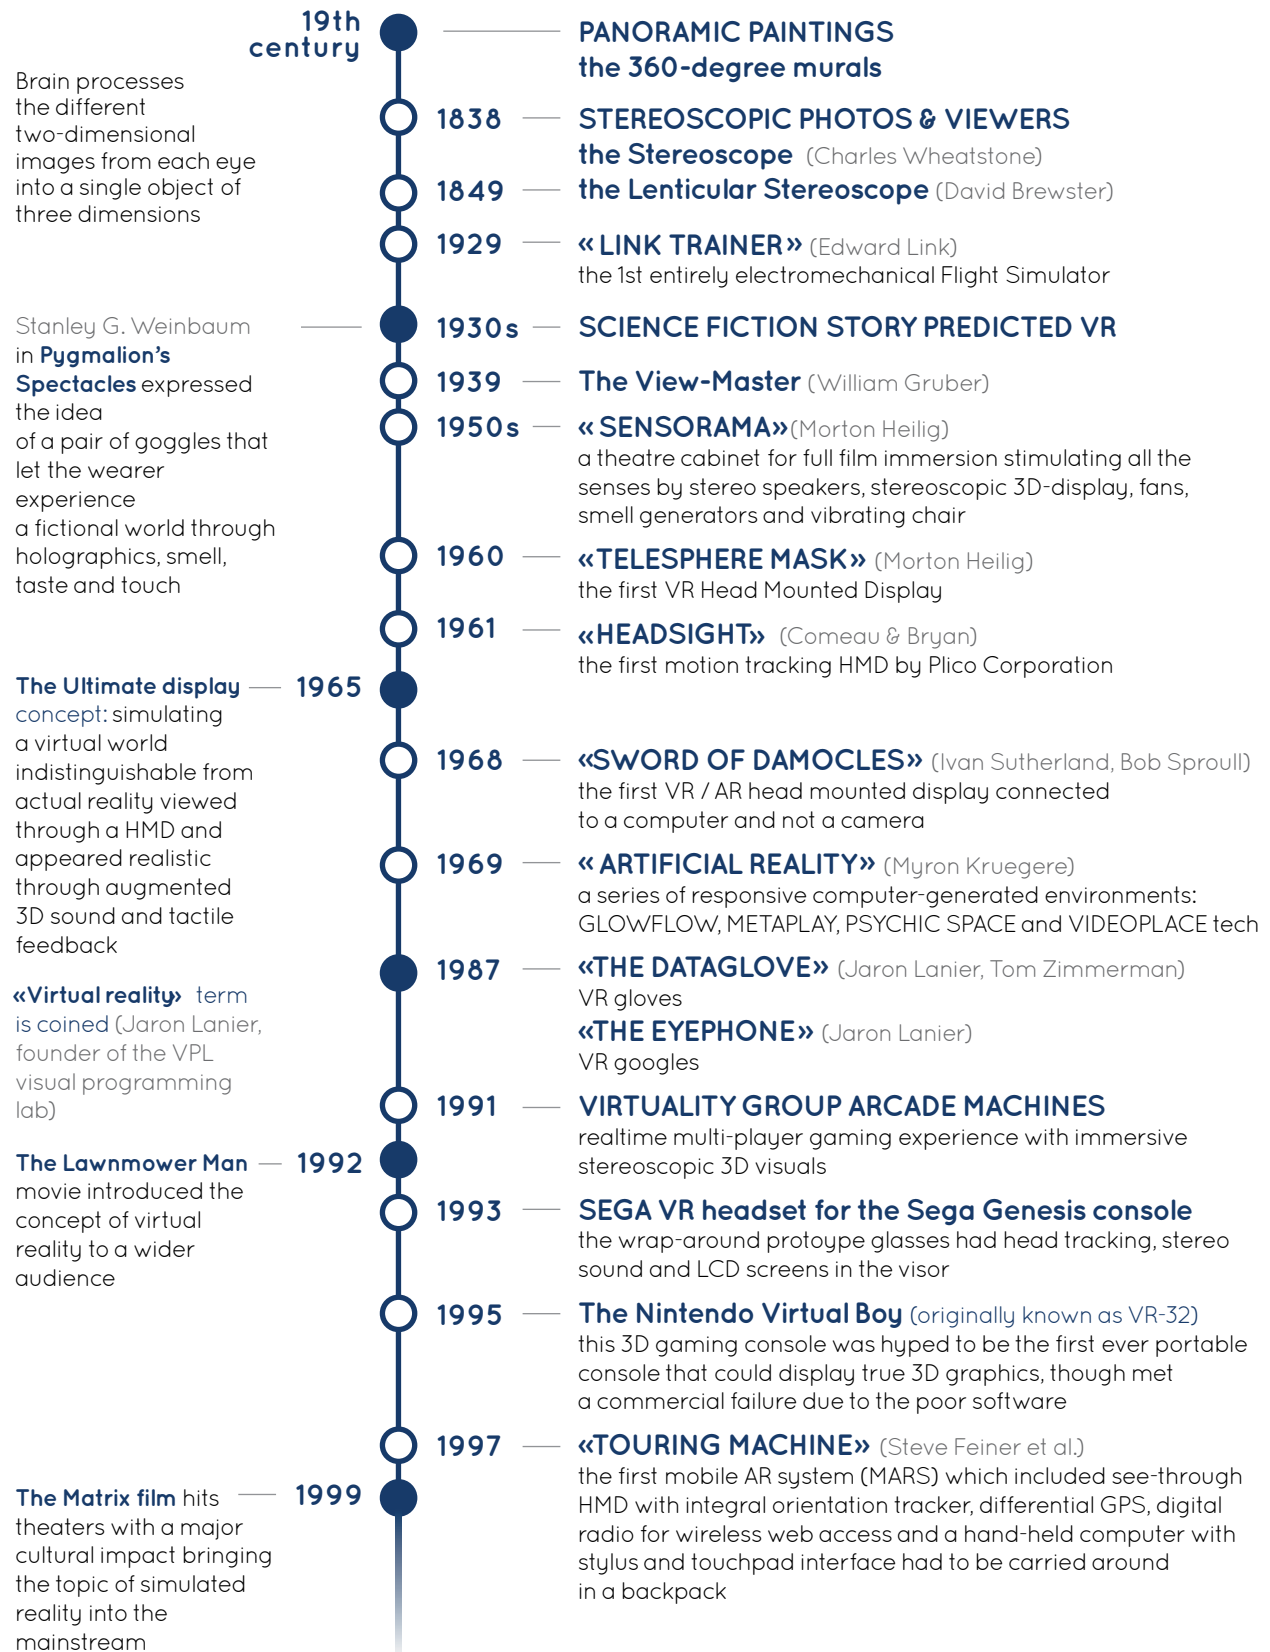 19th
century
PANORAMIC PAINTINGS
the 360-degree murals
Brain processes
the different
two-dimensional
images from each eye
into a single object of
three dimensions
1838
STEREOSCOPIC PHOTOS & VIEWERS
the Stereoscope (Charles Wheatstone)
1849
the Lenticular Stereoscope (David Brewster)
1929
«LINK TRAINER» (Edward Link)
the 1st entirely electromechanical Flight Simulator
Stanley G. Weinbaum
in Pygmalion's
Spectacles expressed
the idea
of a pair of goggles that
let the wearer
experience
a fictional world through
holographics, smell,
taste and touch
1930s
SCIENCE FICTION STORY PREDICTED VR
1939
The View-Master (William Gruber)
1950s
«SENSORAMA» (Morton Heilig)
a theatre cabinet for full film immersion stimulating all the
senses by stereo speakers, stereoscopic 3D-display, fans,
smell generators and vibrating chair
1960
«TELESPHERE MASK» (Morton Heilig)
the first VR Head Mounted Display
1961
«HEADSIGHT» (Comeau & Bryan)
the first motion tracking HMD by Plico Corporation
The Ultimate display
1965
concept: simulating
a virtual world
indistinguishable from
actual reality viewed
through a HMD and
appeared realistic
through augmented
3D sound and tactile
feedback
1968
«SWORD OF DAMOCLES» (Ivan Sutherland, Bob Sproull)
the first VR / AR head mounted display connected
to a computer and not a camera
1969
«ARTIFICIAL REALITY» (Myron Kruegere)
a series of responsive computer-generated environments:
GLOWFLOW, METAPLAY, PSYCHIC SPACE and VIDEOPLACE tech
«Virtual reality» term
is coined (Jaron Lanier,
founder of the VPL
visual programming
lab)
1987
«THE DATAGLOVE» (Jaron Lanier, Tom Zimmerman)
VR gloves
«THE EYEPHONE» (Jaron Lanier)
VR googles
1991
VIRTUALITY GROUP ARCADE MACHINES
realtime multi-player gaming experience with immersive
stereoscopic 3D visuals
The Lawnmower Man
1992
movie introduced the
concept of virtual
reality to a wider
audience
1993
SEGA VR headset for the Sega Genesis console
the wrap-around protoype glasses had head tracking, stereo
sound and LCD screens in the visor
1995
The Nintendo Virtual Boy (originally known as VR-32)
this 3D gaming console was hyped to be the first ever portable
console that could display true 3D graphics, though met
a commercial failure due to the poor software
1997
«TOURING MACHINE» (Steve Feiner et al.)
the first mobile AR system (MARS) which included see-through
HMD with integral orientation tracker, differential GPS, digital
radio for wireless web access and a hand-held computer with
stylus and touchpad interface had to be carried around
in a backpack
The Matrix film hits
1999
theaters with a major
cultural impact bringing
the topic of simulated
reality into the
mainstream